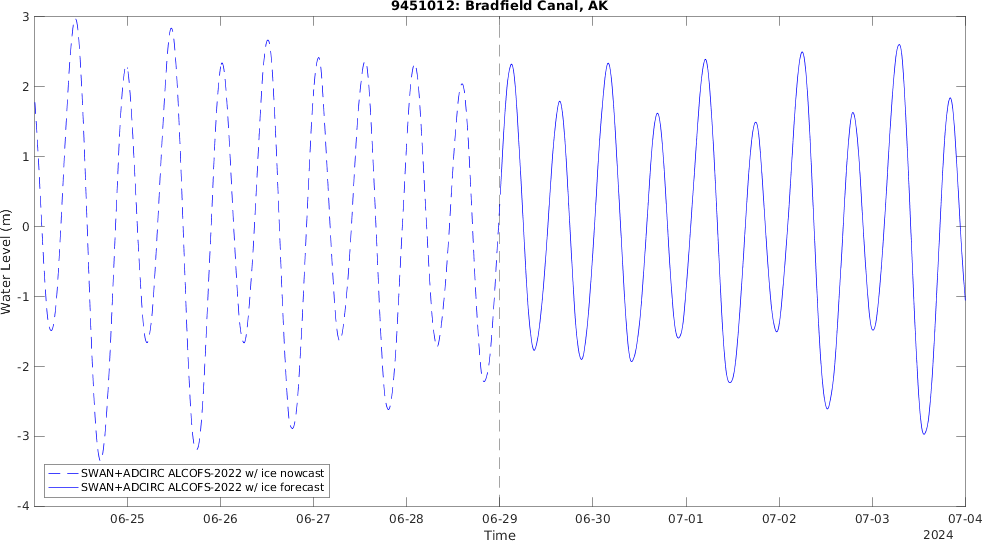 9451012: Bradfield Canal, AK
3
2
1
0
-1
-2
-3
-4
Water Level (m)
SWAN+ADCIRC ALCOFS-2022 w/ ice nowcast
SWAN+ADCIRC ALCOFS-2022 w/ ice forecast
06-25 06-26 06-27 06-28 06-29 06-30 07-01 07-02 07-03 07-04
Time
2024